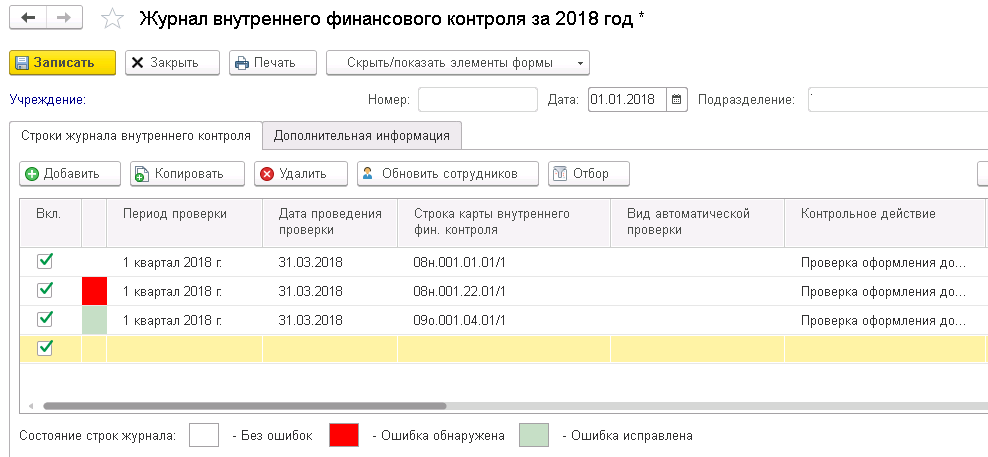 Журнал внутреннего финансового контроля за 2018 год *
Записать Закрыть Печать Скрыть/показать элементы формы
Учреждение: Номер: Дата: 01.01.2018 Подразделение:
Строки журнала внутреннего контроля Дополнительная информация
Добавить Копировать Удалить Обновить сотрудников Отбор
Вкл. Период проверки Дата проведения проверки Строка карты внутреннего фин. контроля Вид автоматической проверки Контрольное действие
1 квартал 2018 г. 31.03.2018 08н.001.01.01/1 Проверка оформления до...
1 квартал 2018 г. 31.03.2018 08н.001.22.01/1 Проверка оформления до...
1 квартал 2018 г. 31.03.2018 09о.001.04.01/1 Проверка оформления до...
Состояние строк журнала: - Без ошибок - Ошибка обнаружена - Ошибка исправлена